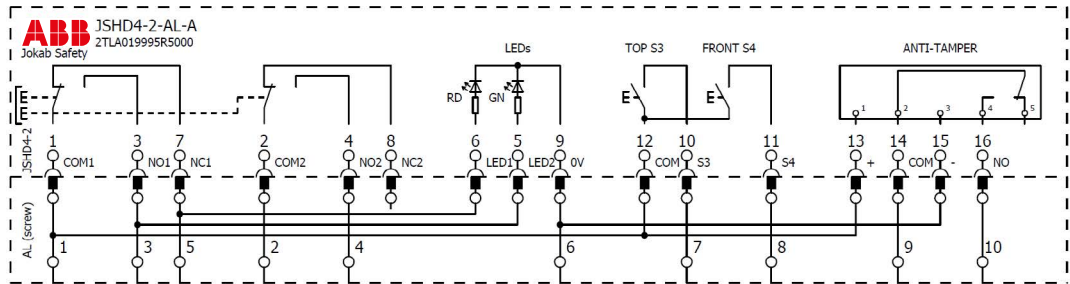 ABB JSHD4-2-AL-A
Jokab Safety 2TLA019995R5000
LEDs TOP S3 FRONT S4 ANTI-TAMPER
RD GN E E
1 2 3 4 5
JSHD4-2
1 3 7 2 4 8 6 5 9 12 10 11 13 14 15 16
COM1 NO1 NC1 COM2 NO2 NC2 LED1 LED2 0V COM S3 S4 + COM - NO
AL (screw)
1 3 5 2 4 6 7 8 9 10